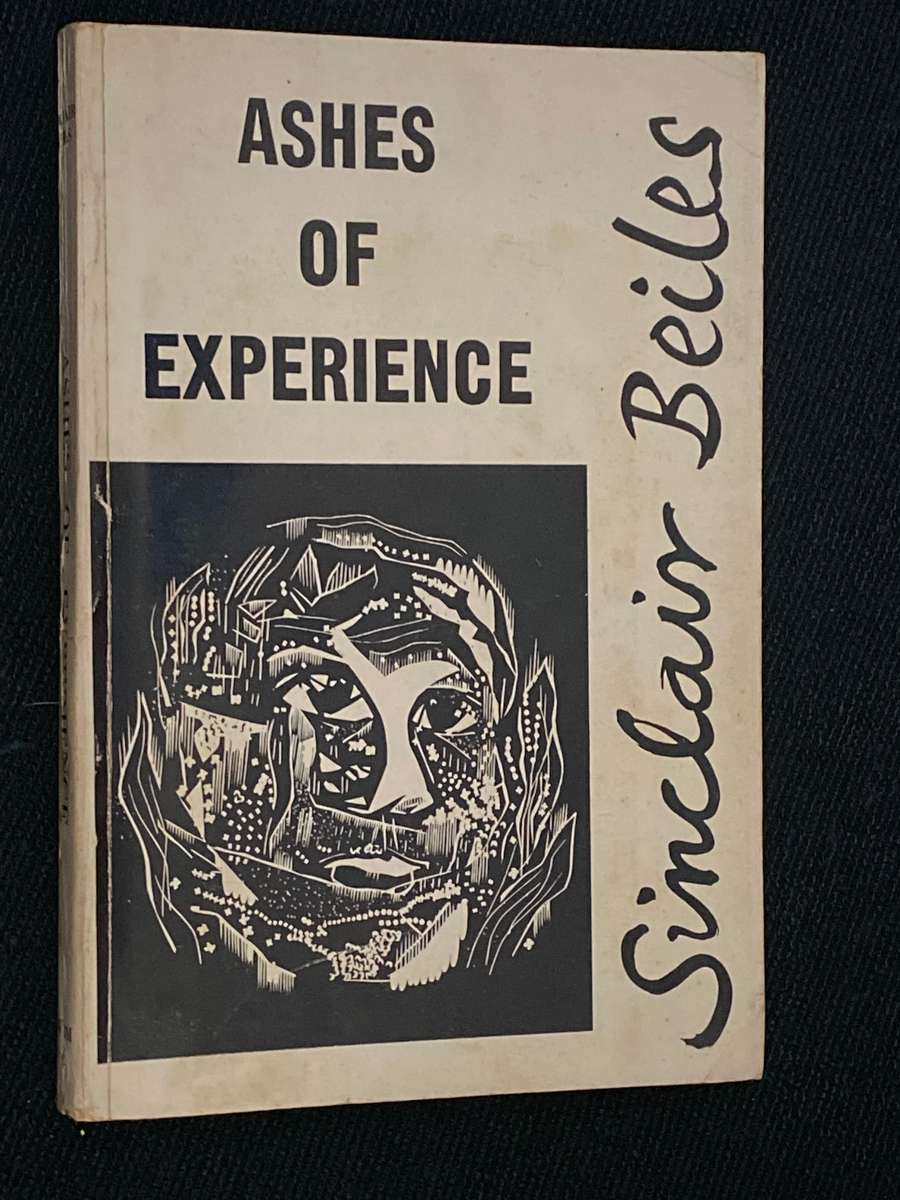 ASHES
OF
EXPERIENCE
Sinclair Beiles